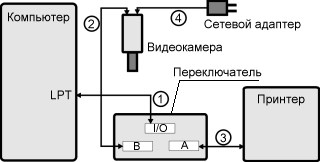 Компьютер
2
4
Сетевой адаптер
Видеокамера
Переключатель
LPT
1
Принтер
I/O
B
A
3